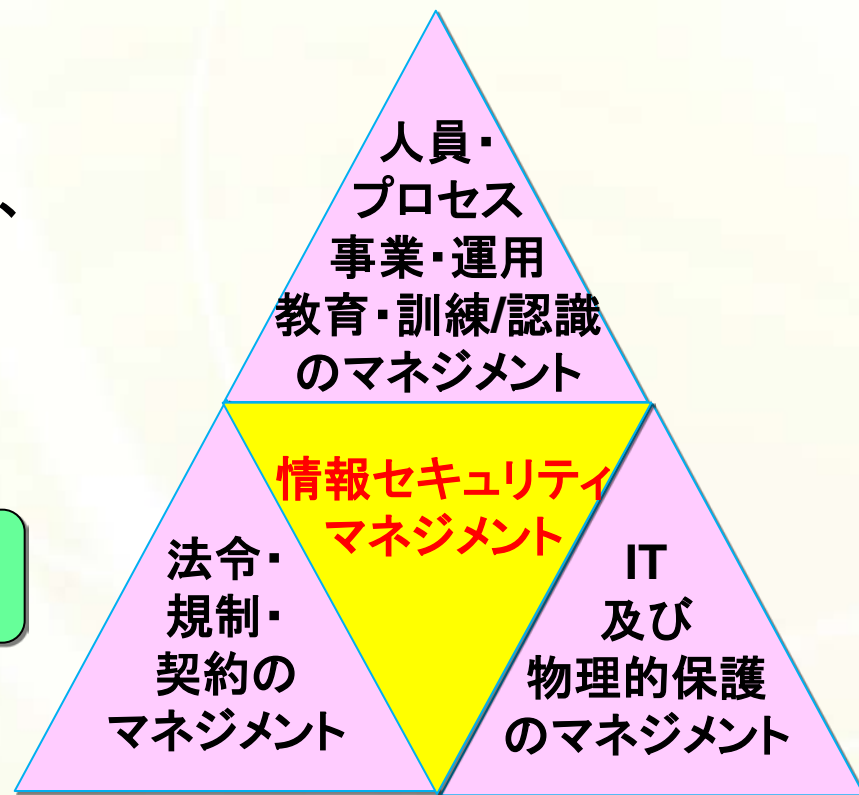 、
人員・
プロセス
事業・運用
教育・訓練/認識
のマネジメント
情報セキュリティ
マネジメント
法令・
規制・
契約の
マネジメント
IT
及び
物理的保護
のマネジメント